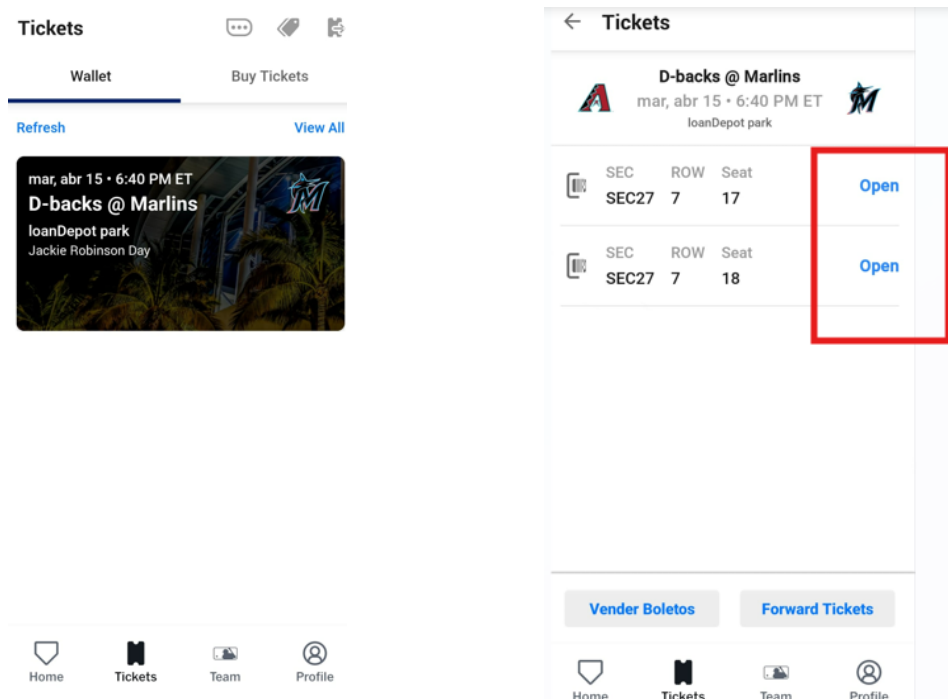 Tickets
Wallet
Buy Tickets
Refresh
View All
mar, abr 15 • 6:40 PM ET
D-backs @ Marlins
loanDepot park
Jackie Robinson Day
Home
Tickets
Team
Profile
Tickets
D-backs @ Marlins
mar, abr 15 • 6:40 PM ET
loanDepot park
SEC ROW Seat
SEC27 7 17
Open
SEC ROW Seat
SEC27 7 18
Open
Vender Boletos
Forward Tickets
Home
Tickets
Team
Profile